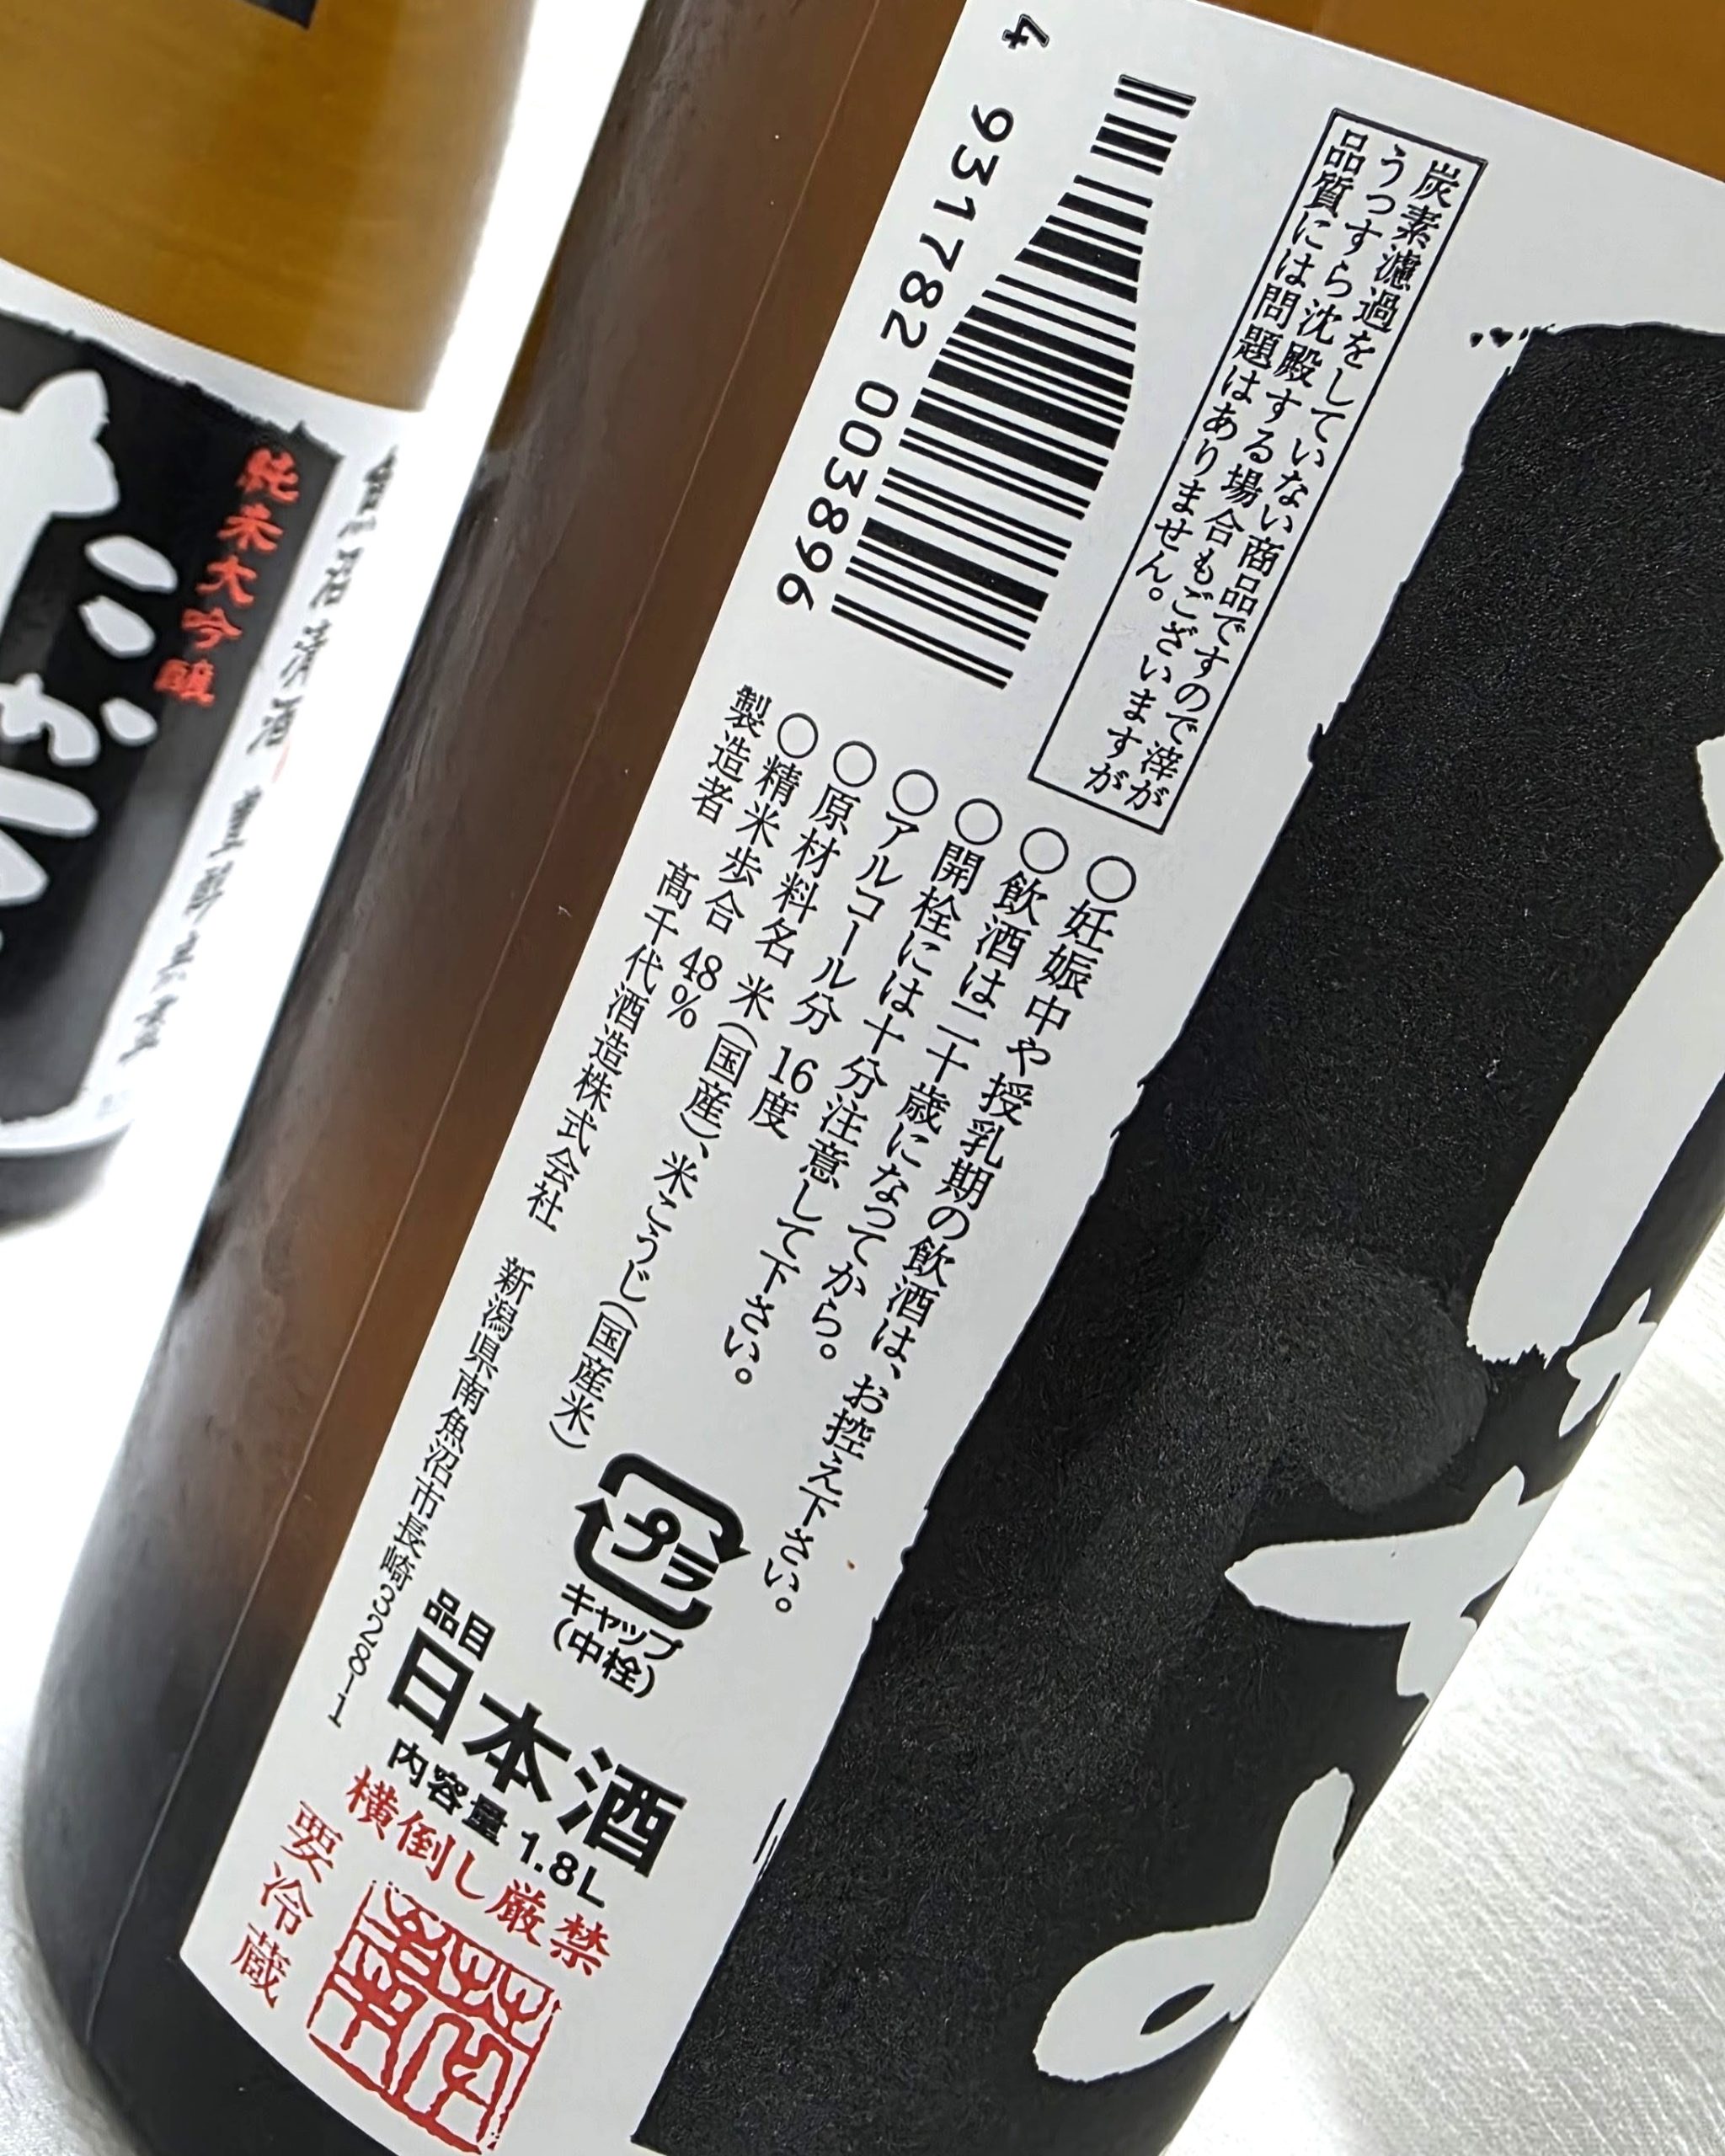 4 931782 003896
炭素濾過をしていない商品ですので滓が
うっすら沈殿する場合もございますが
品質には問題はありません。
○妊娠中や授乳期の飲酒は、お控え下さい。
○飲酒は二十歳になってから。
○開栓には十分注意して下さい。
○アルコール分 16度
○原材料名 米（国産）、米こうじ（国産米）
○精米歩合 48％
製造者 髙千代酒造株式会社 新潟県南魚沼市長崎328-1
プラ
キャップ
（中栓）
品目
日本酒
内容量 1.8L
横倒し厳禁
要冷蔵
純米大吟醸